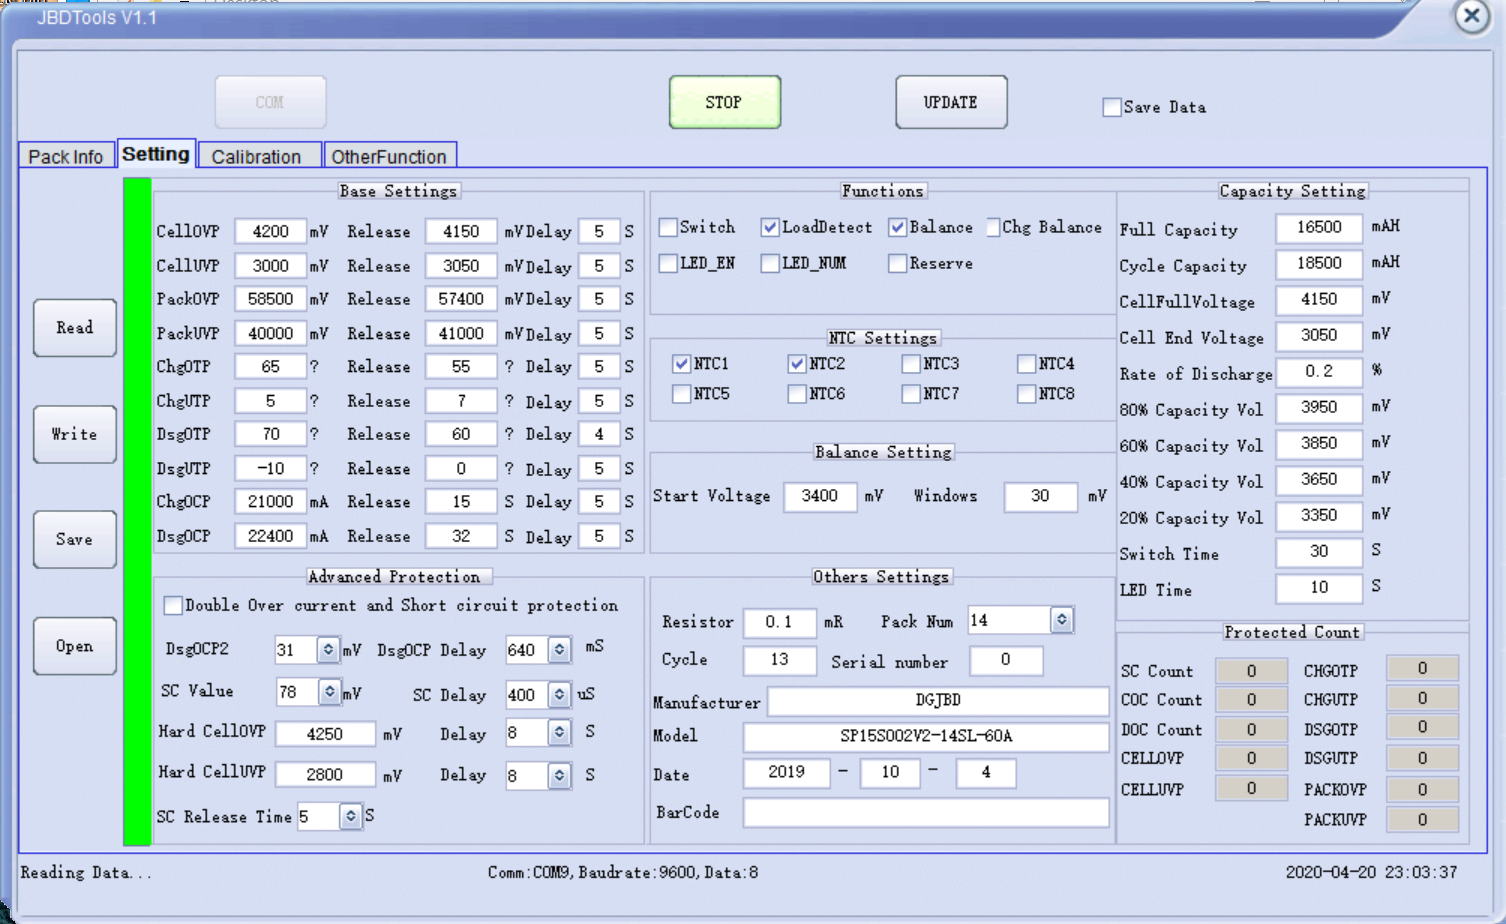 JBDTools V1.1
COM STOP UPDATE Save Data
Pack Info Setting Calibration OtherFunction
Read
Write
Save
Open
Base Settings
CellOVP 4200 mV Release 4150 mV Delay 5 S
CellUVP 3000 mV Release 3050 mV Delay 5 S
PackOVP 58500 mV Release 57400 mV Delay 5 S
PackUVP 40000 mV Release 41000 mV Delay 5 S
ChgOTP 65 ? Release 55 ? Delay 5 S
ChgUTP 5 ? Release 7 ? Delay 5 S
DsgOTP 70 ? Release 60 ? Delay 4 S
DsgUTP -10 ? Release 0 ? Delay 5 S
ChgOCP 21000 mA Release 15 S Delay 5 S
DsgOCP 22400 mA Release 32 S Delay 5 S
Advanced Protection
Double Over current and Short circuit protection
DsgOCP2 31 mV DsgOCP Delay 640 mS
SC Value 78 mV SC Delay 400 uS
Hard CellOVP 4250 mV Delay 8 S
Hard CellUVP 2800 mV Delay 8 S
SC Release Time 5 S
Functions
Switch LoadDetect Balance Chg Balance
LED_EN LED_NUM Reserve
NTC Settings
NTC1 NTC2 NTC3 NTC4
NTC5 NTC6 NTC7 NTC8
Balance Setting
Start Voltage 3400 mV Windows 30 mV
Others Settings
Resistor 0.1 mR Pack Num 14
Cycle 13 Serial number 0
Manufacturer DGJBD
Model SP15S002V2-14SL-60A
Date 2019 - 10 - 4
BarCode
Capacity Setting
Full Capacity 16500 mAH
Cycle Capacity 18500 mAH
CellFullVoltage 4150 mV
Cell End Voltage 3050 mV
Rate of Discharge 0.2 %
80% Capacity Vol 3950 mV
60% Capacity Vol 3850 mV
40% Capacity Vol 3650 mV
20% Capacity Vol 3350 mV
Switch Time 30 S
LED Time 10 S
Protected Count
SC Count 0 CHGOTP 0
COC Count 0 CHGUTP 0
DOC Count 0 DSGOTP 0
CELLOVP 0 DSGUTP 0
CELLUVP 0 PACKOVP 0
PACKUVP 0
Reading Data... Comm:COM9,Baudrate:9600,Data:8 2020-04-20 23:03:37